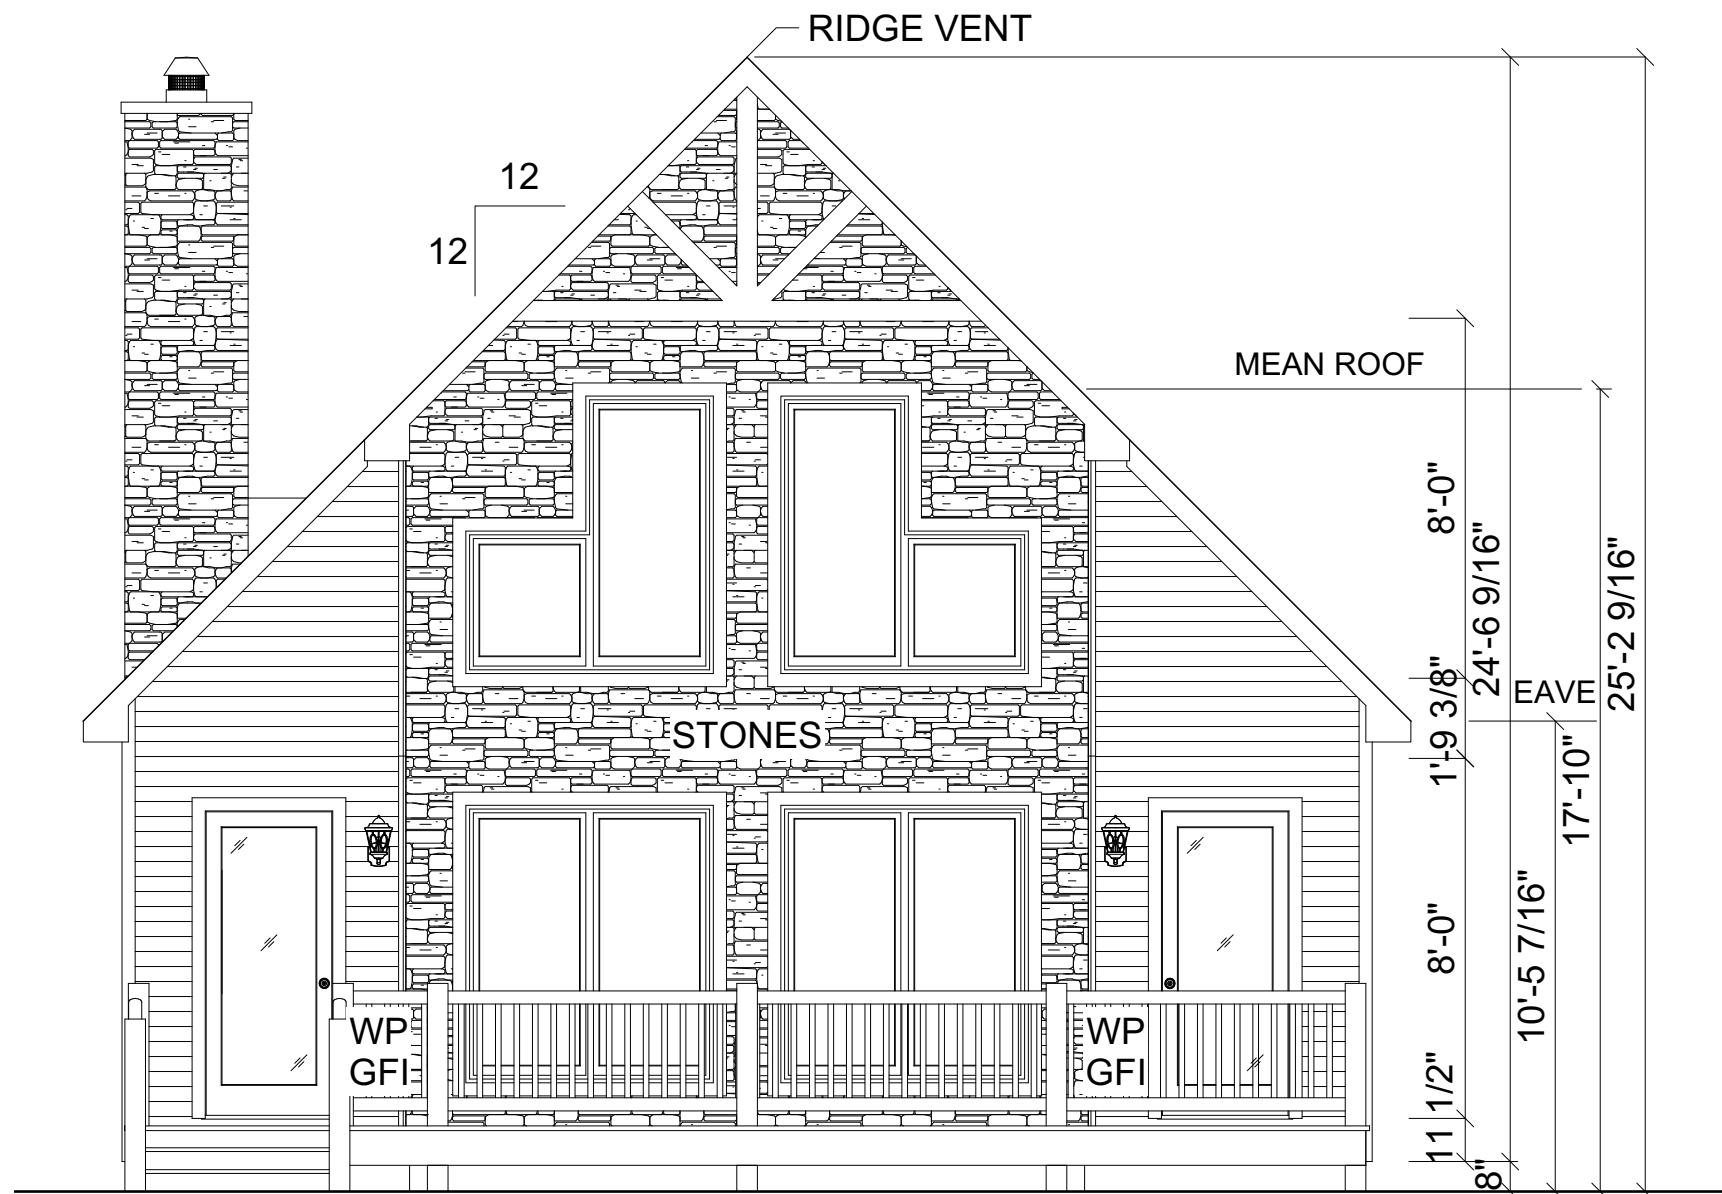 RIDGE VENT
12
12
MEAN ROOF
8'-0"
24'-6 9/16"
25'-2 9/16"
1'-9 3/8"
EAVE
STONES
17'-10"
8'-0"
10'-5 7/16"
WP
GFI
WP
GFI
11 1/2"
8"